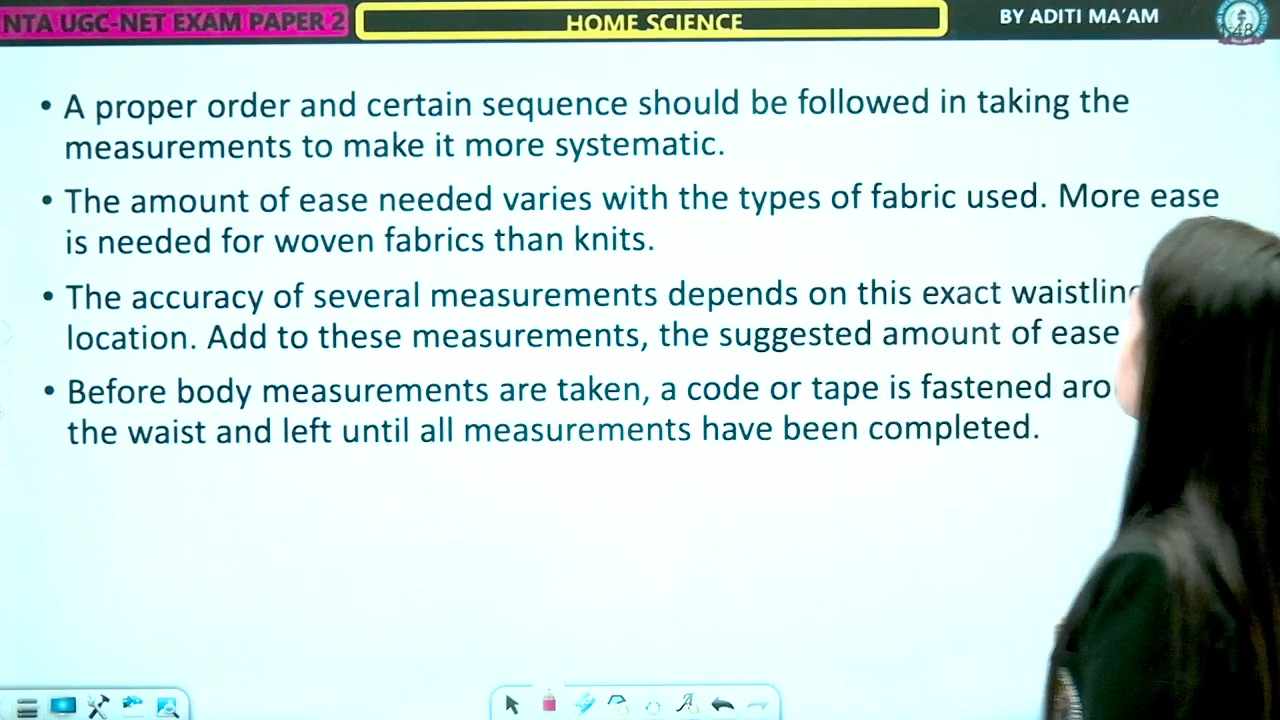 NTA UGC-NET EXAM PAPER 2
HOME SCIENCE
BY ADITI MA'AM
• A proper order and certain sequence should be followed in taking the
measurements to make it more systematic.
• The amount of ease needed varies with the types of fabric used. More ease
is needed for woven fabrics than knits.
• The accuracy of several measurements depends on this exact
location. Add to these measurements, the suggested amount of ease
• Before body measurements are taken, a code or tape is fastened
the waist and left until all measurements have been completed.